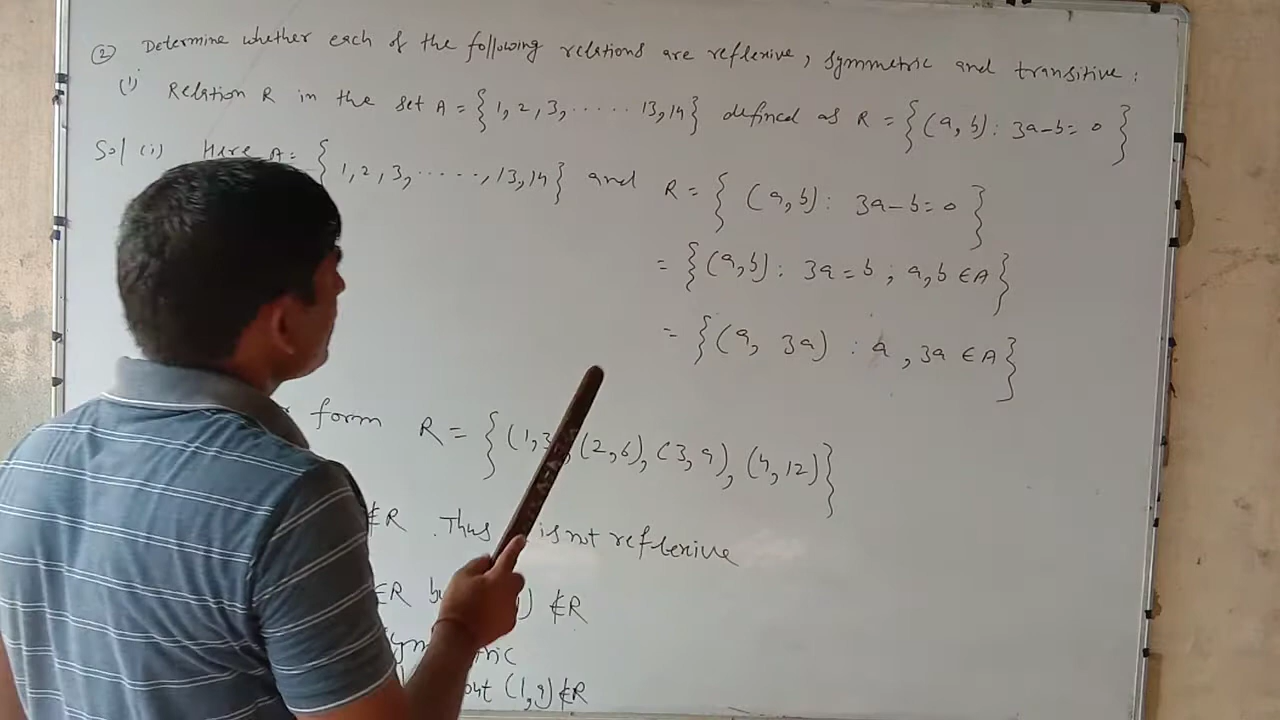 ② Determine whether each of the following relations are reflexive, symmetric and transitive:
(i) Relation R in the set A = {1, 2, 3, ...... 13, 14} defined as R = {(a, b): 3a-b=0}
Sol (i) Here A = {1, 2, 3, ......, 13, 14} and R = {(a, b): 3a-b=0}
= {(a, b): 3a = b ; a, b ∈ A}
= {(a, 3a) : a, 3a ∈ A}
form R = {(1, 3), (2, 6), (3, 9), (4, 12)}
∉ R . Thus is not reflexive
∈ R ) ∉ R
but (1, 9) ∉ R